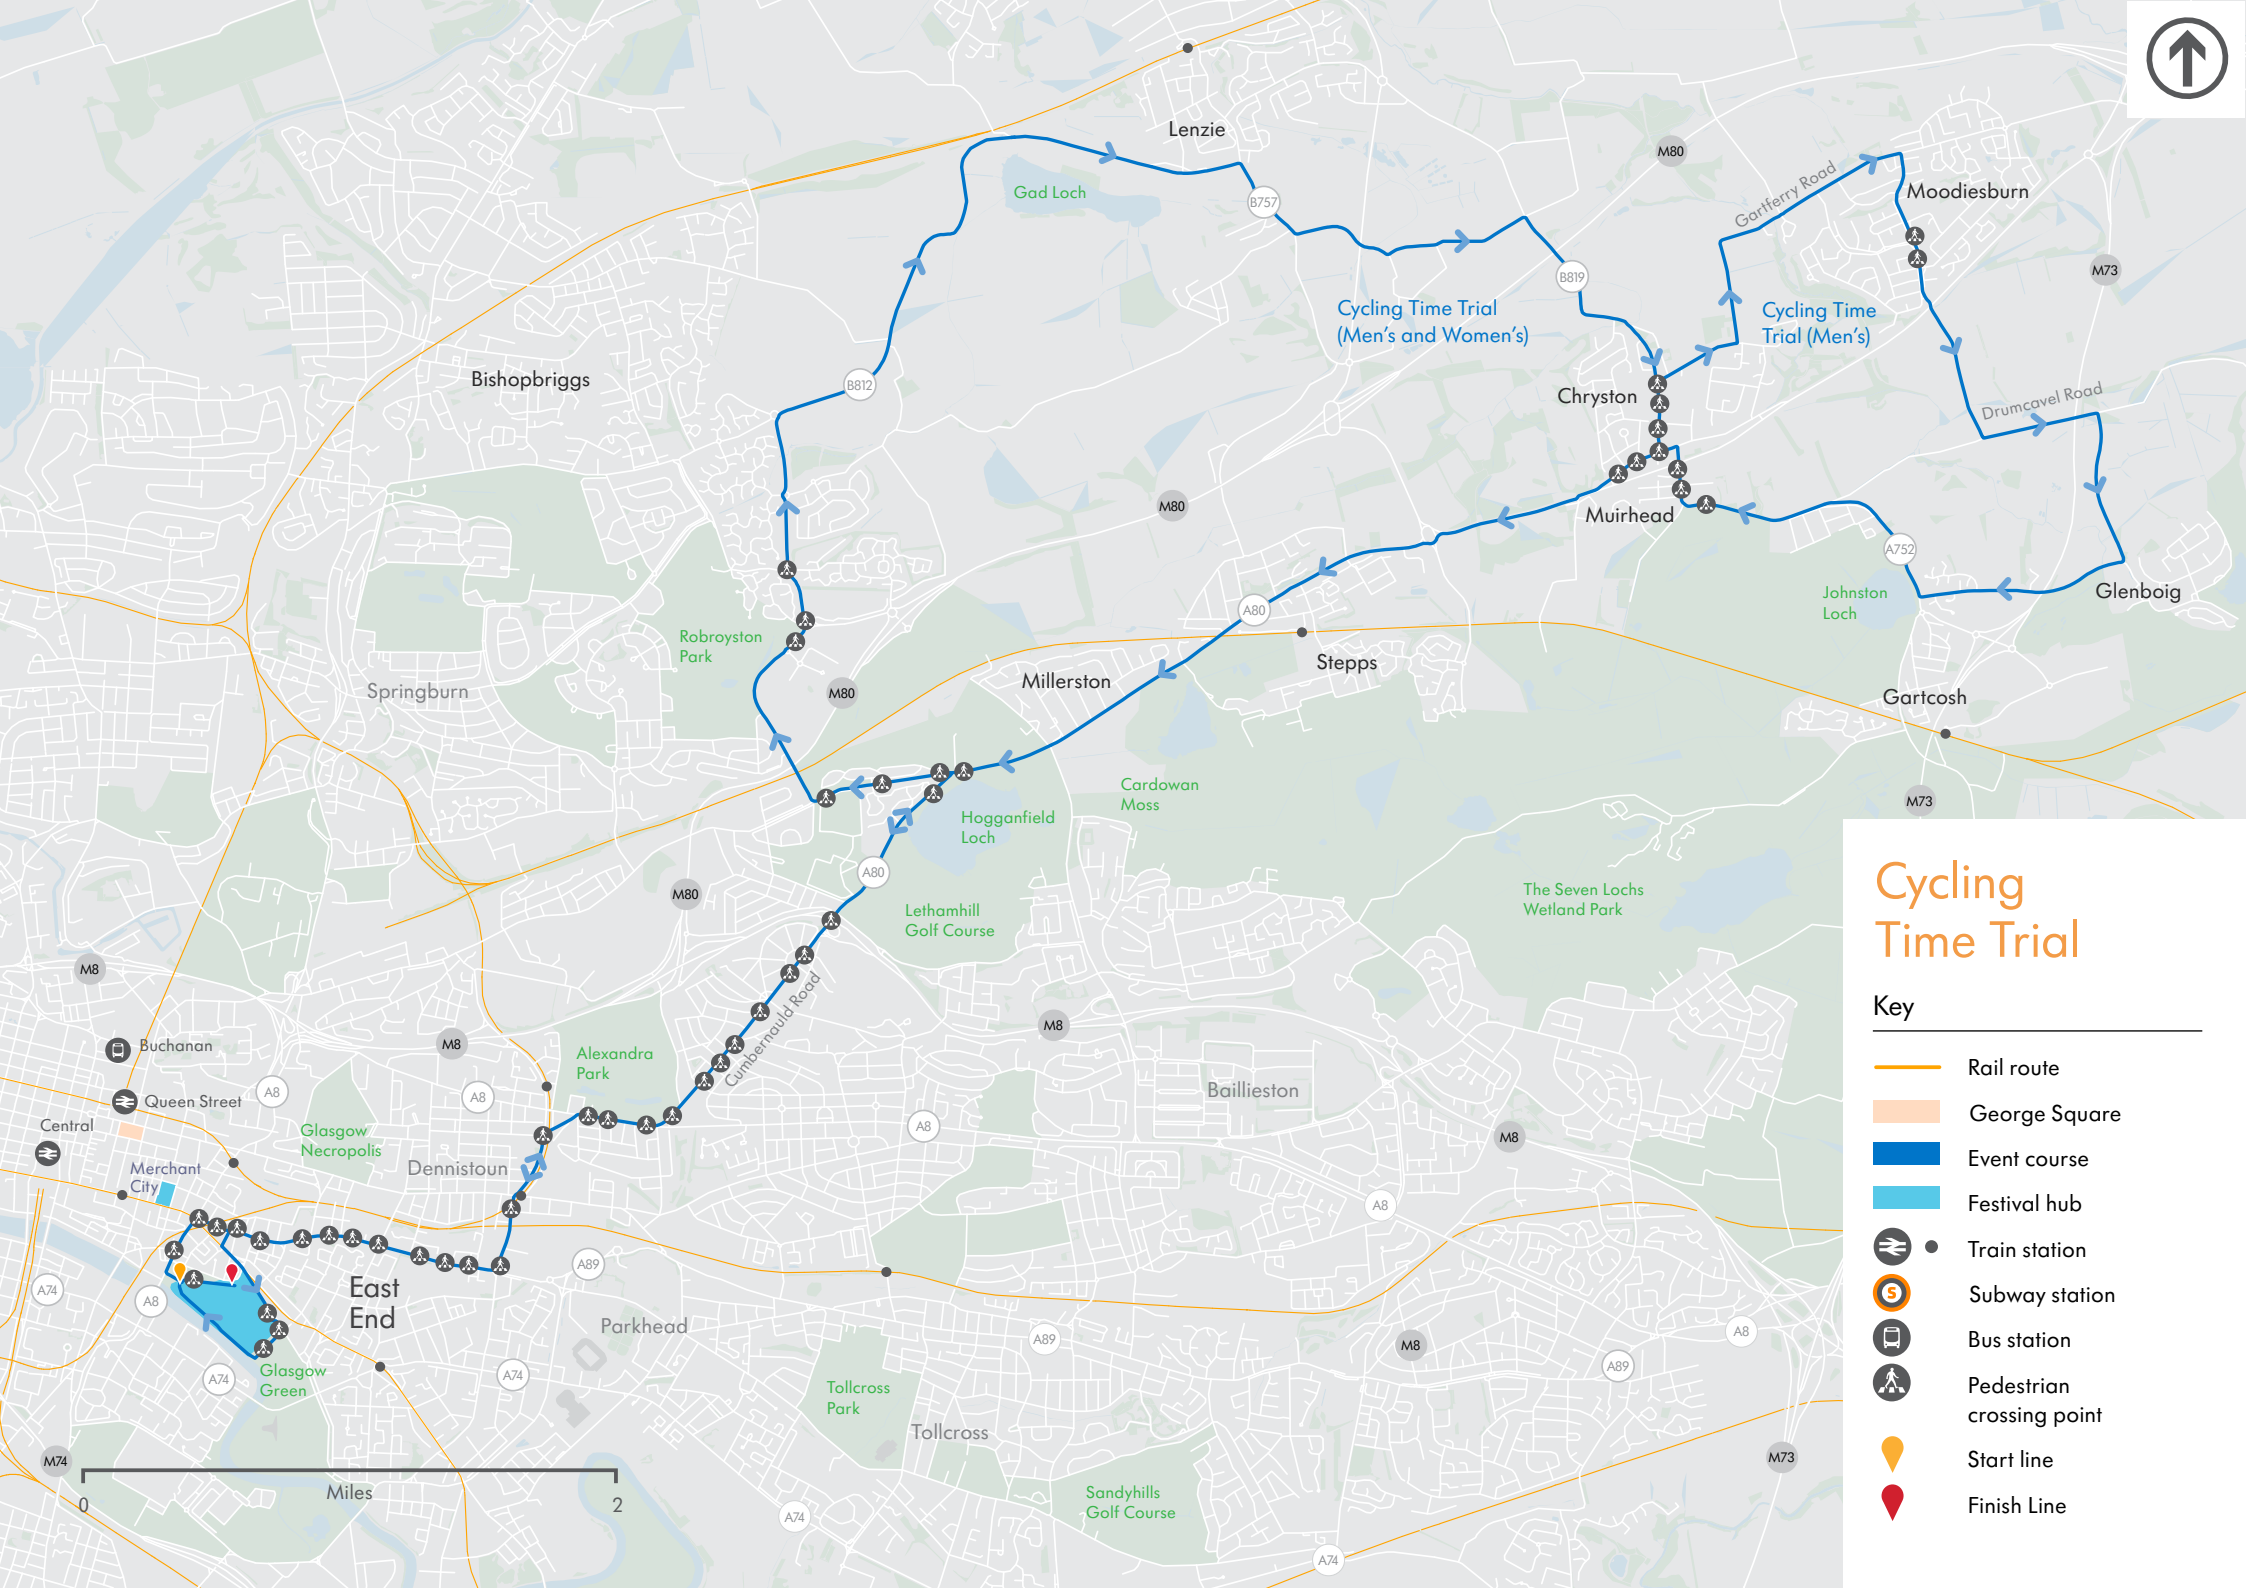 Lenzie
M80
Gartferry Road
Moodiesburn
Gad Loch
B757
M73
B819
Cycling Time Trial
(Men's and Women's)
Cycling Time
Trial (Men's)
Bishopbriggs
B812
Chryston
Drumcavel Road
M80
Muirhead
A752
Johnston
Loch
Glenboig
A80
Robroyston
Park
Stepps
Millerston
Springburn
M80
Gartcosh
Cardowan
Moss
M73
Hogganfield
Loch
A80
M80
The Seven Lochs
Wetland Park
Lethamhill
Golf Course
M8
Cumbernauld Road
M8
Buchanan
M8
Alexandra
Park
Baillieston
Queen Street
A8
A8
Central
Glasgow
Necropolis
A8
M8
Merchant
City
Dennistoun
A8
A89
East
End
A74
A8
Parkhead
A89
M8
A8
A89
Glasgow
Green
A74
A74
Tollcross
Park
Tollcross
M74
M73
0
Miles
2
Sandyhills
Golf Course
A74
A74
Cycling
Time Trial
Key
Rail route
George Square
Event course
Festival hub
Train station
S
Subway station
Bus station
Pedestrian
crossing point
Start line
Finish Line